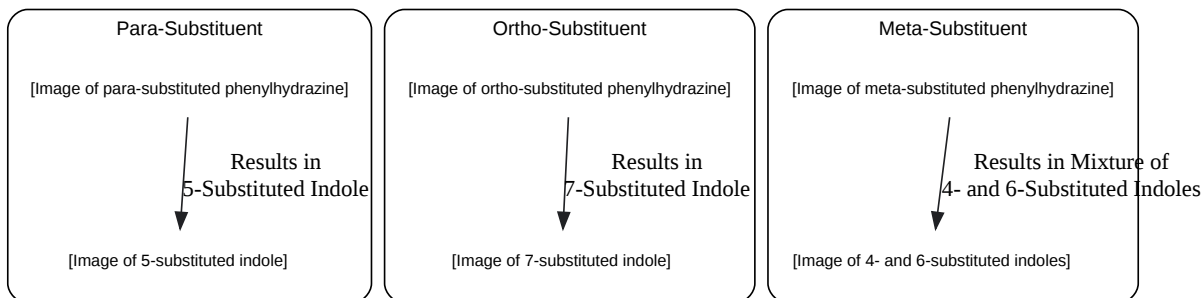 Para-Substituent
[Image of para-substituted phenylhydrazine]
Results in
5-Substituted Indole
[Image of 5-substituted indole]
Ortho-Substituent
[Image of ortho-substituted phenylhydrazine]
Results in
7-Substituted Indole
[Image of 7-substituted indole]
Meta-Substituent
[Image of meta-substituted phenylhydrazine]
Results in Mixture of
4- and 6-Substituted Indoles
[Image of 4- and 6-substituted indoles]